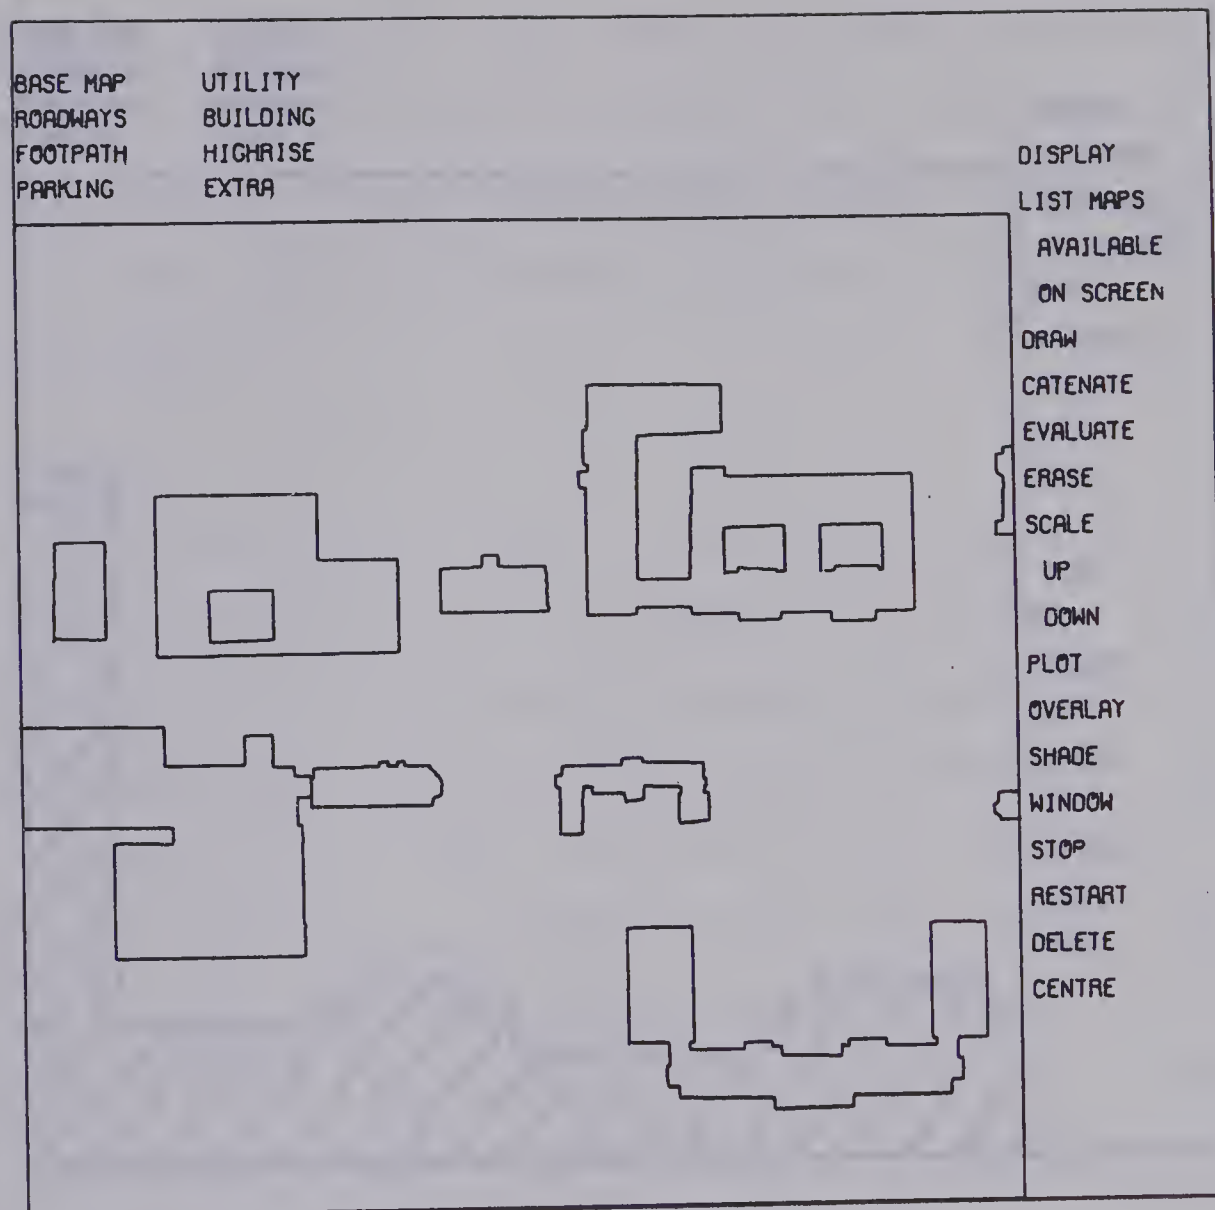 BASE MAP UTILITY
ROADWAYS BUILDING
FOOTPATH HIGHRISE
PARKING EXTRA
DISPLAY
LIST MAPS
AVAILABLE
ON SCREEN
DRAW
CATENATE
EVALUATE
ERASE
SCALE
UP
DOWN
PLOT
OVERLAY
SHADE
WINDOW
STOP
RESTART
DELETE
CENTRE